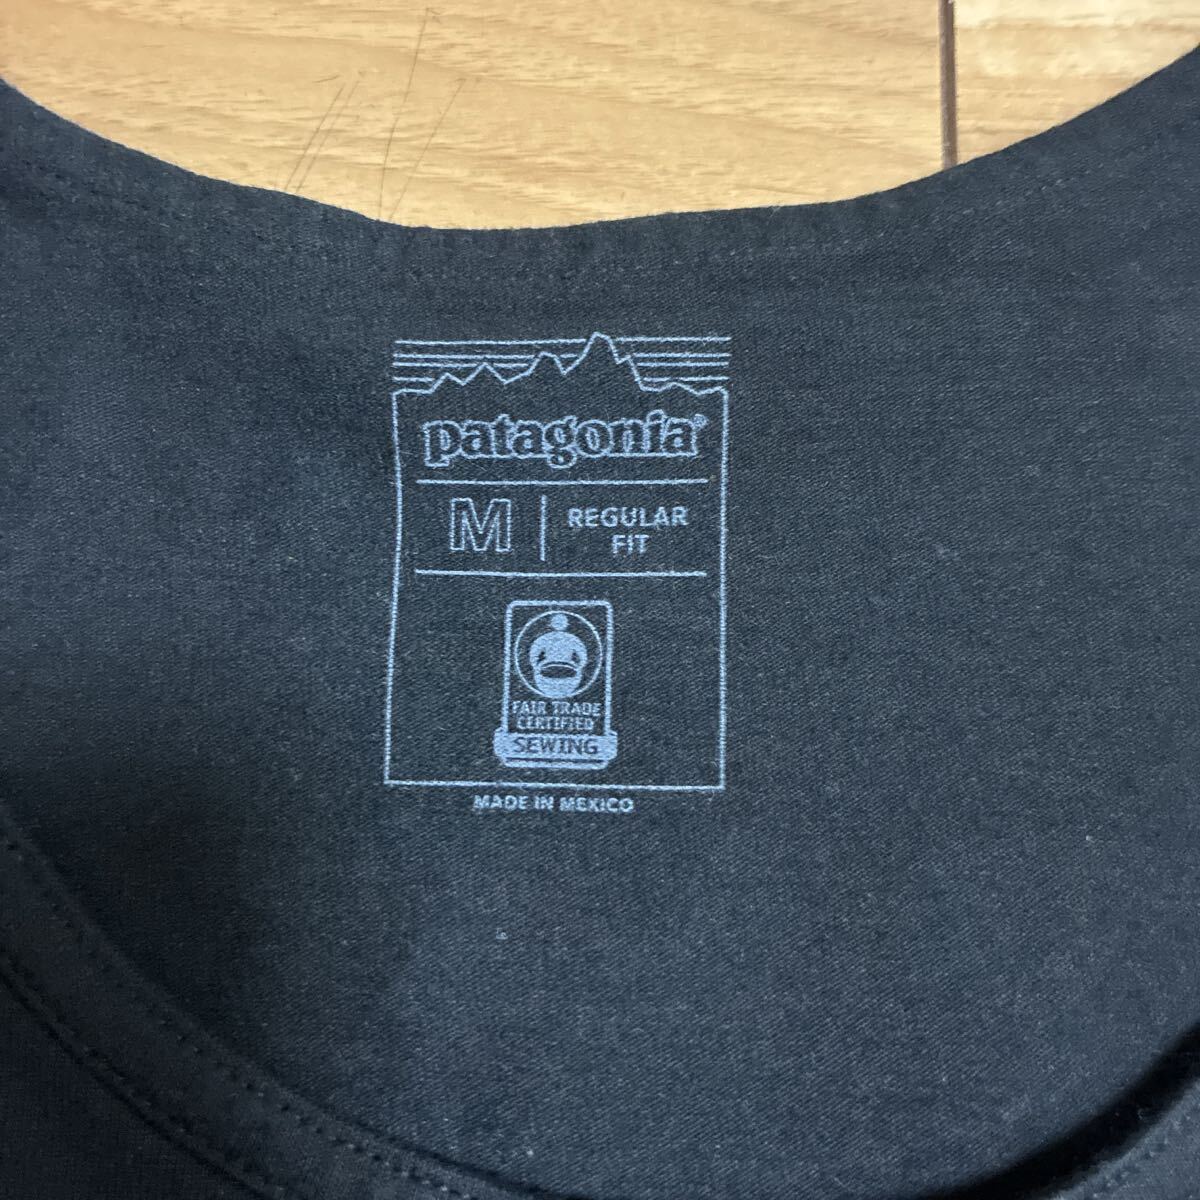 patagonia®
M REGULAR
FIT
FAIR TRADE
CERTIFIED
SEWING
MADE IN MEXICO